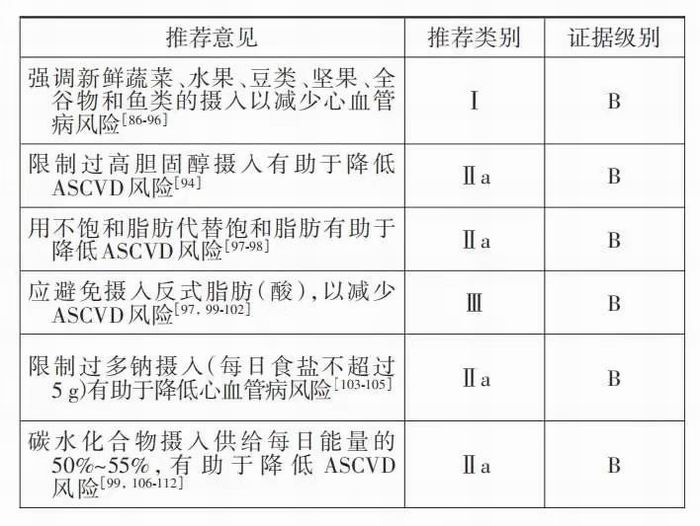 推荐意见 推荐类别 证据级别
强调新鲜蔬菜、水果、豆类、坚果、全
谷物和鱼类的摄入以减少心血管
病风险[86-96]
Ⅰ B
限制过高胆固醇摄入有助于降低
ASCVD风险[94]
Ⅱa B
用不饱和脂肪代替饱和脂肪有助于
降低ASCVD风险[97-98]
Ⅱa B
应避免摄入反式脂肪(酸),以减少
ASCVD风险[97, 99-102]
Ⅲ B
限制过多钠摄入(每日食盐不超过
5 g)有助于降低心血管病风险[103-105]
Ⅱa B
碳水化合物摄入供给每日能量的
50%~55%,有助于降低 ASCVD
风险[99, 106-112]
Ⅱa B